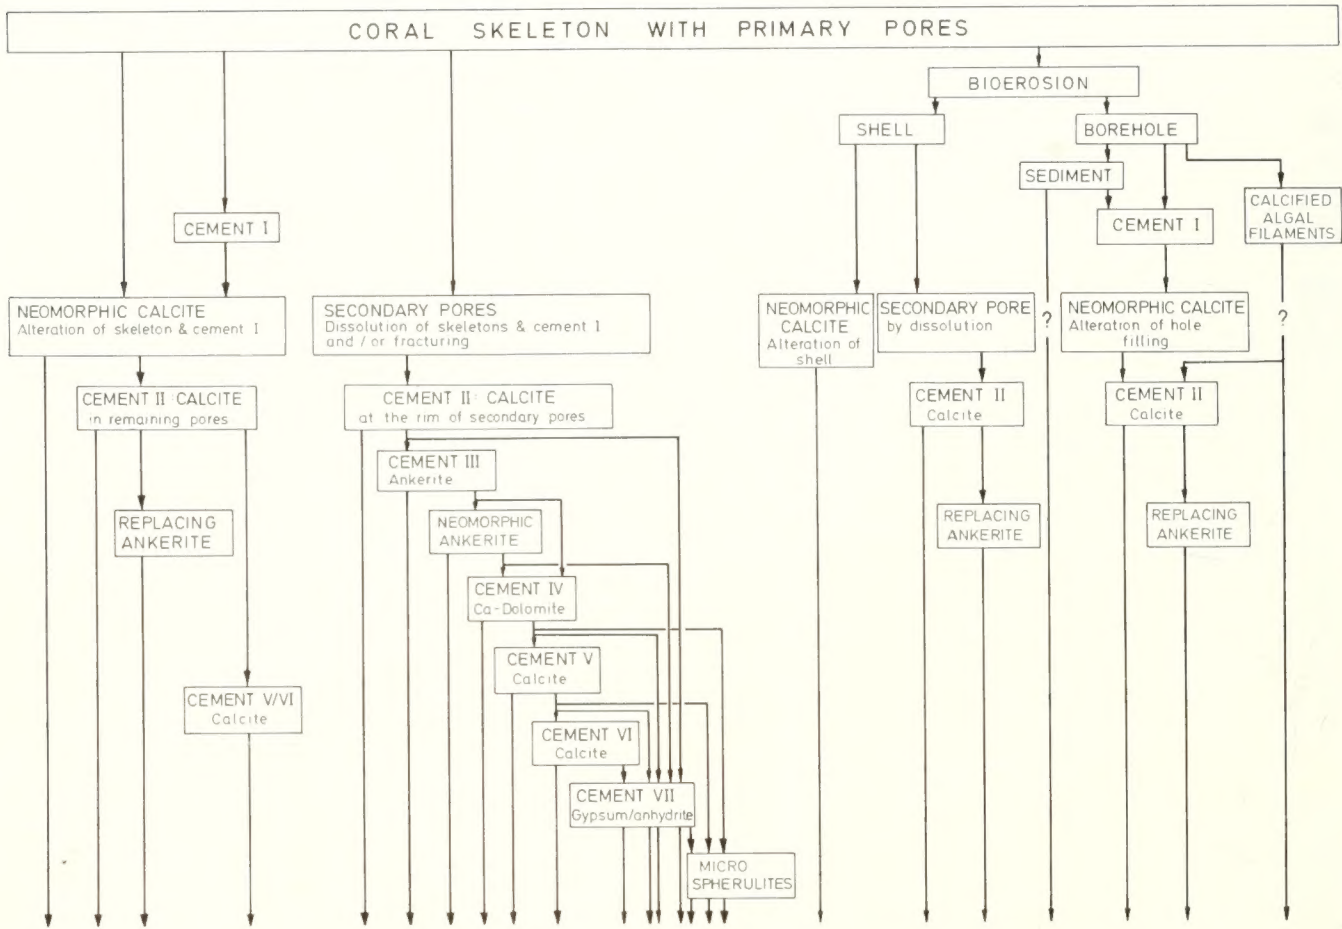 CORAL SKELETON WITH PRIMARY PORES
BIOEROSION
SHELL
BOREHOLE
SEDIMENT
CEMENT I
CALCIFIED
ALGAL
FILAMENTS
CEMENT I
NEOMORPHIC CALCITE
Alteration of skeleton & cement I
SECONDARY PORES
Dissolution of skeletons & cement I
and / or fracturing
NEOMORPHIC
CALCITE
Alteration of
shell
SECONDARY PORE
by dissolution
?
NEOMORPHIC CALCITE
Alteration of hole
filling
?
CEMENT II : CALCITE
in remaining pores
CEMENT II : CALCITE
at the rim of secondary pores
CEMENT II
Calcite
CEMENT II
Calcite
CEMENT III
Ankerite
REPLACING
ANKERITE
NEOMORPHIC
ANKERITE
REPLACING
ANKERITE
REPLACING
ANKERITE
CEMENT IV
Ca-Dolomite
CEMENT V
Calcite
CEMENT V/VI
Calcite
CEMENT VI
Calcite
CEMENT VII
Gypsum/anhydrite
MICRO
SPHERULITES